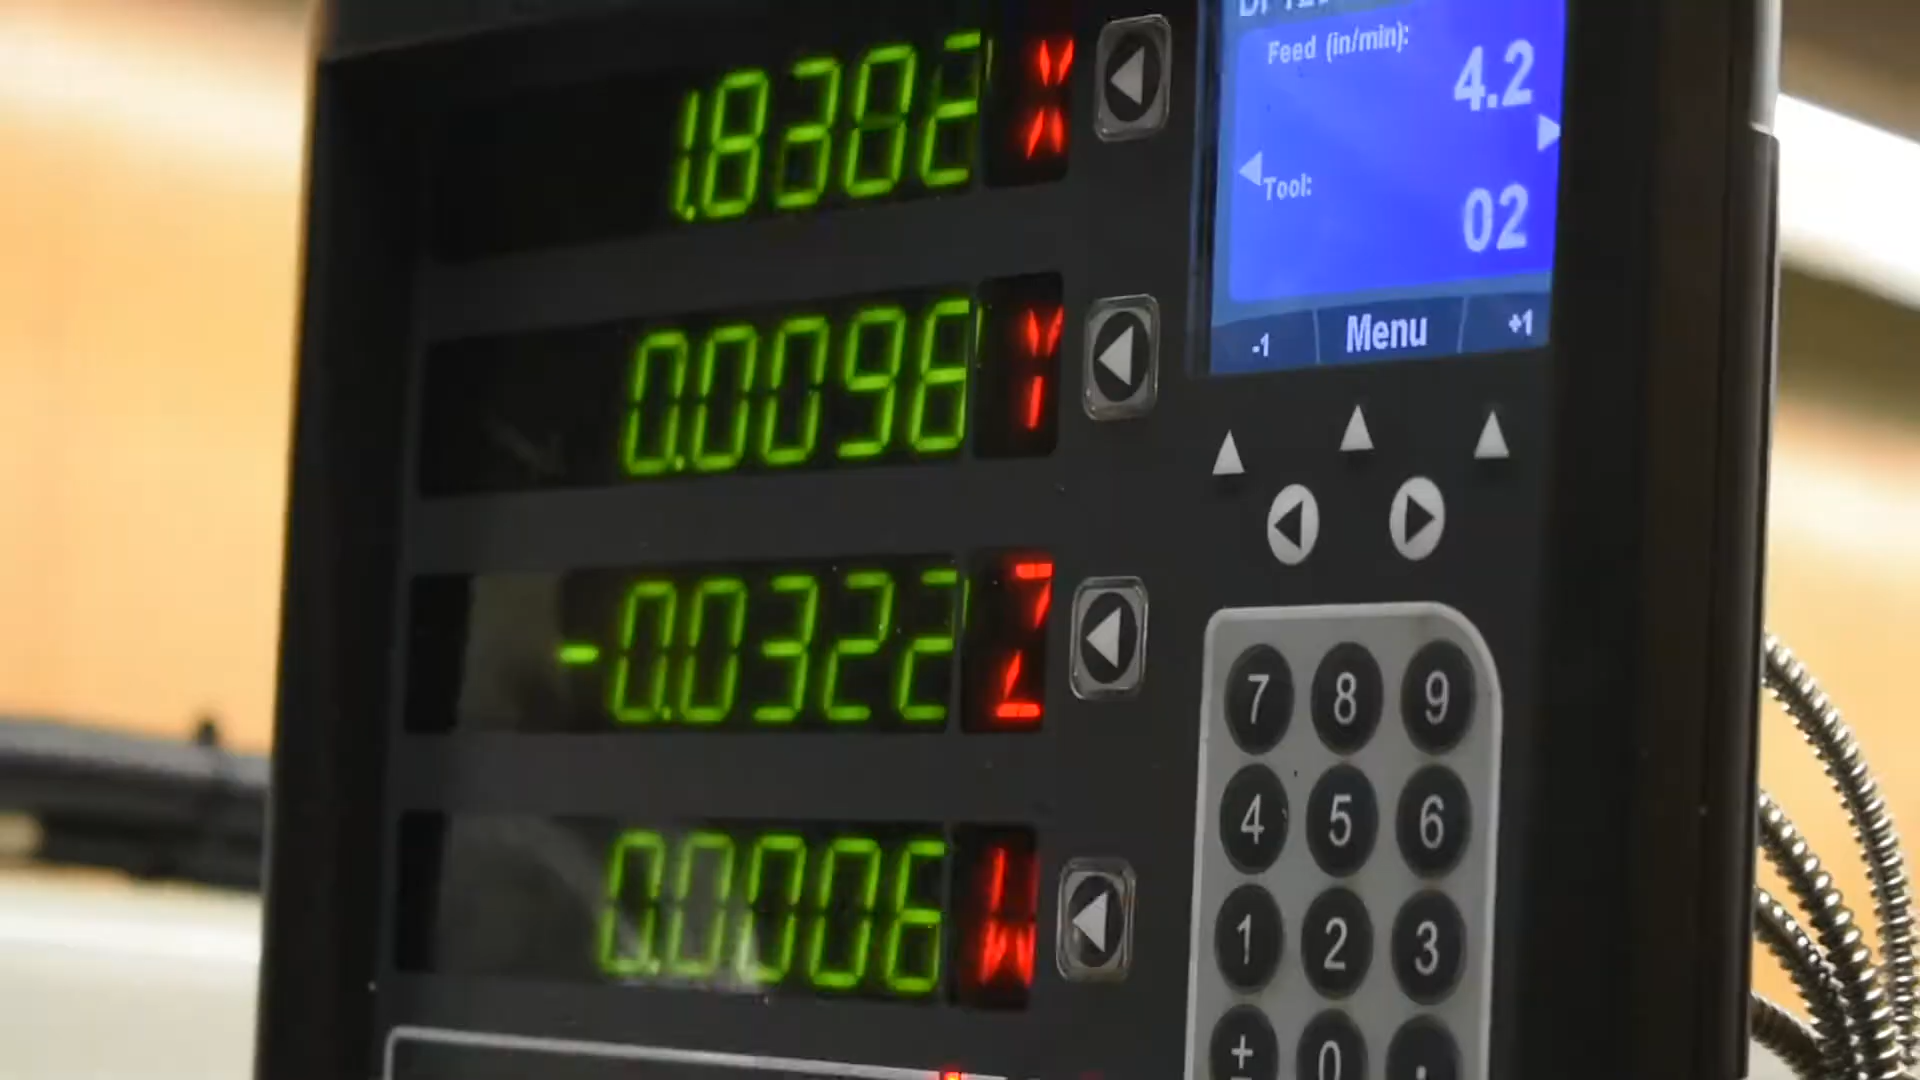 1.8302 X
0.0096 Y
-0.0322 Z
0.0006 W
Feed (in/min):
4.2
Tool:
02
-1 Menu +1
7 8 9
4 5 6
1 2 3
± 0 .